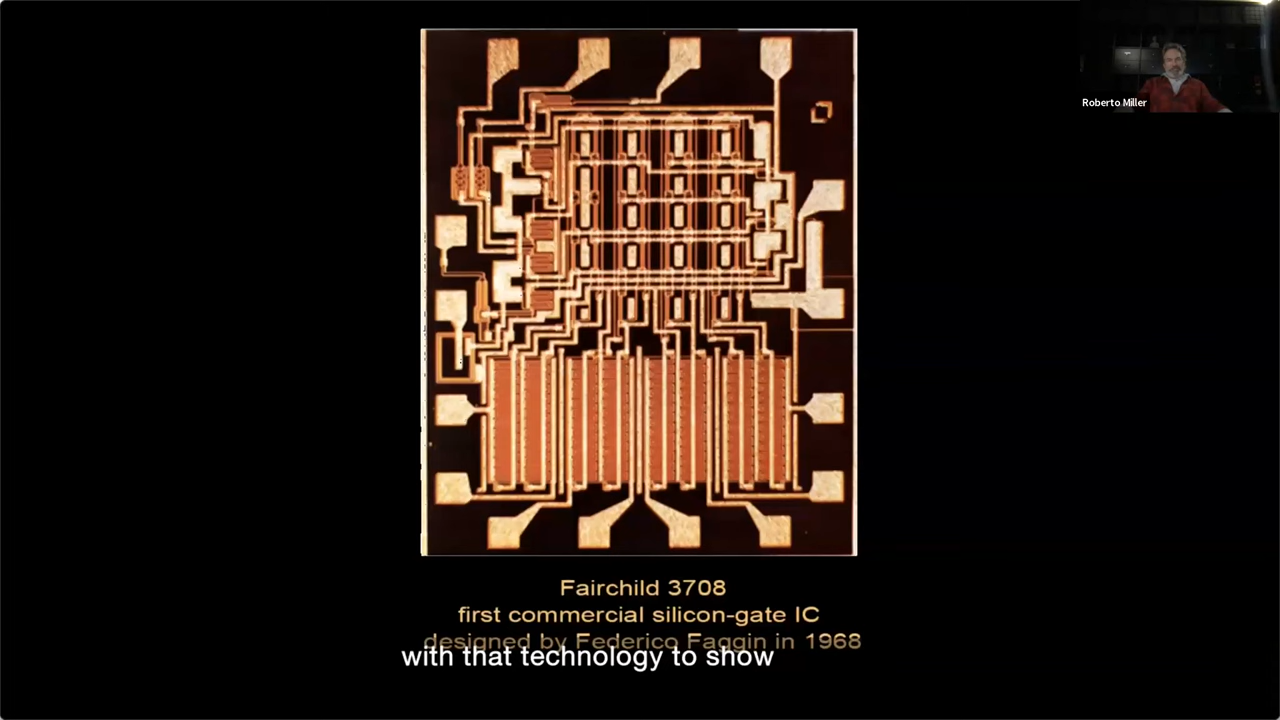 Roberto Miller
Fairchild 3708
first commercial silicon-gate IC
designed by Federico Faggin in 1968
with that technology to show